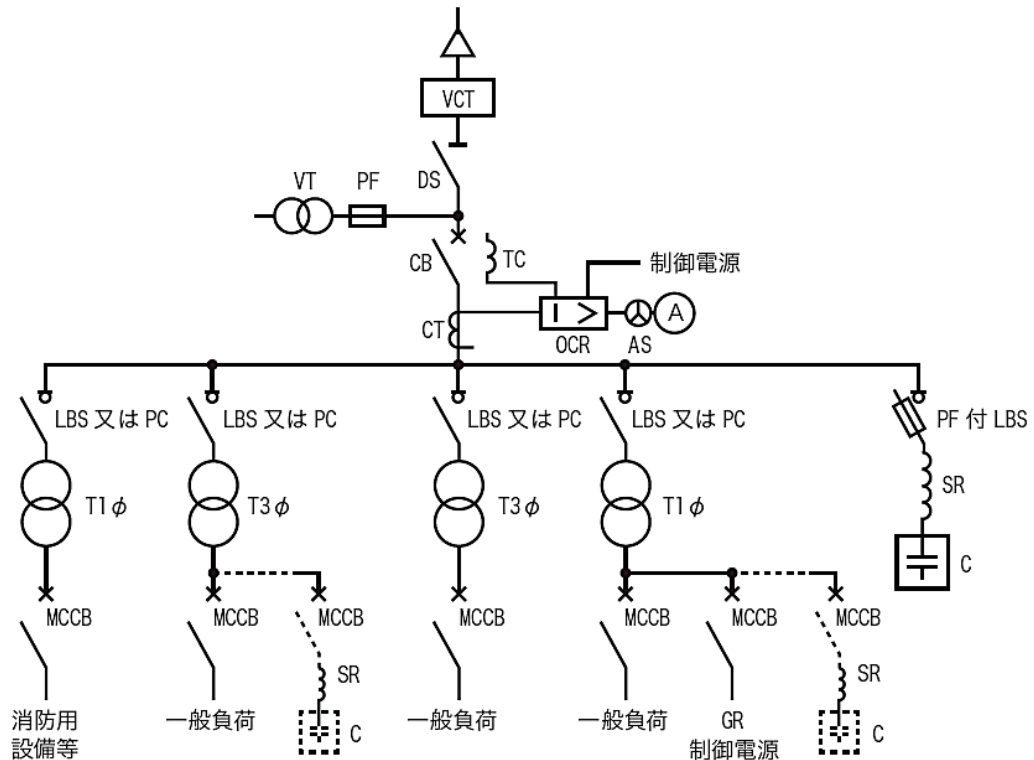 VCT
DS
VT
PF
CB
TC
制御電源
CT
I >
OCR
AS
A
LBS 又は PC
LBS 又は PC
LBS 又は PC
LBS 又は PC
PF 付 LBS
T1φ
T3φ
T3φ
T1φ
SR
C
MCCB
MCCB
MCCB
MCCB
MCCB
MCCB
MCCB
SR
SR
C
C
消防用
設備等
一般負荷
一般負荷
一般負荷
GR
制御電源